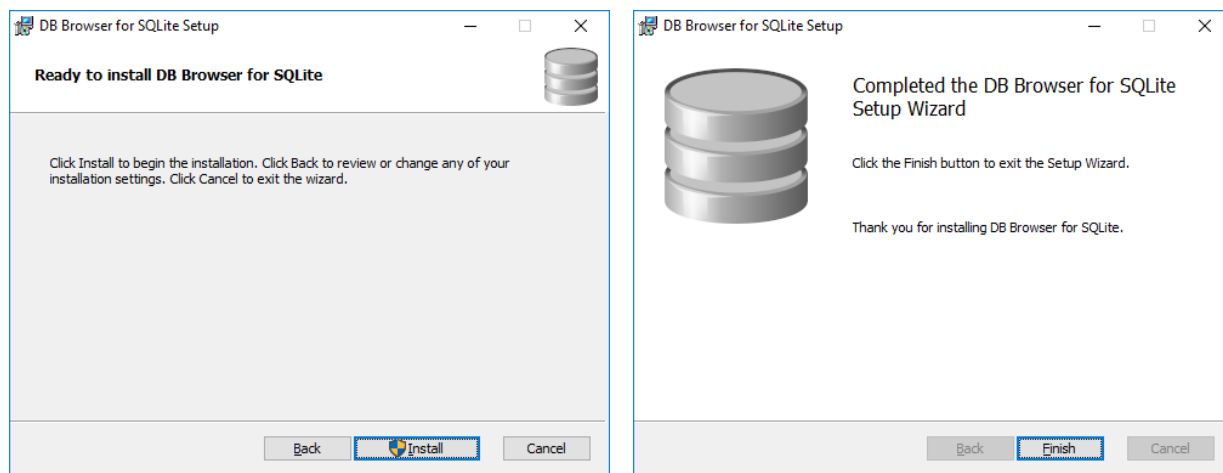 DB Browser for SQLite Setup
Ready to install DB Browser for SQLite
Click Install to begin the installation. Click Back to review or change any of your
installation settings. Click Cancel to exit the wizard.
Back
Install
Cancel
DB Browser for SQLite Setup
Completed the DB Browser for SQLite
Setup Wizard
Click the Finish button to exit the Setup Wizard.
Thank you for installing DB Browser for SQLite.
Back
Finish
Cancel